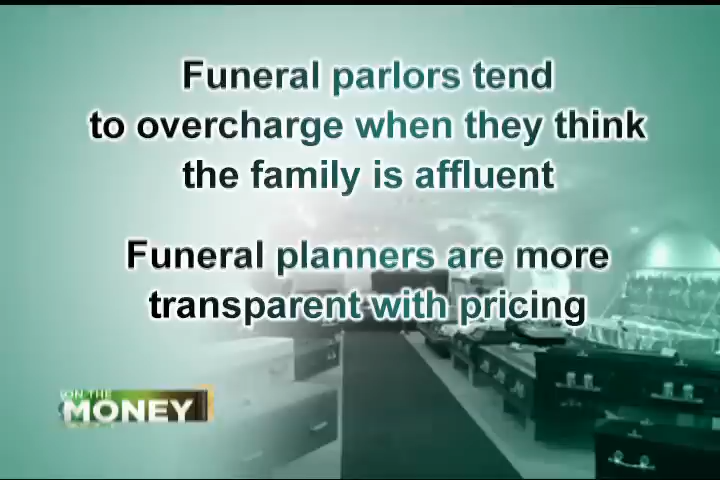 Funeral parlors tend
to overcharge when they think
the family is affluent
Funeral planners are more
transparent with pricing
ON THE
MONEY